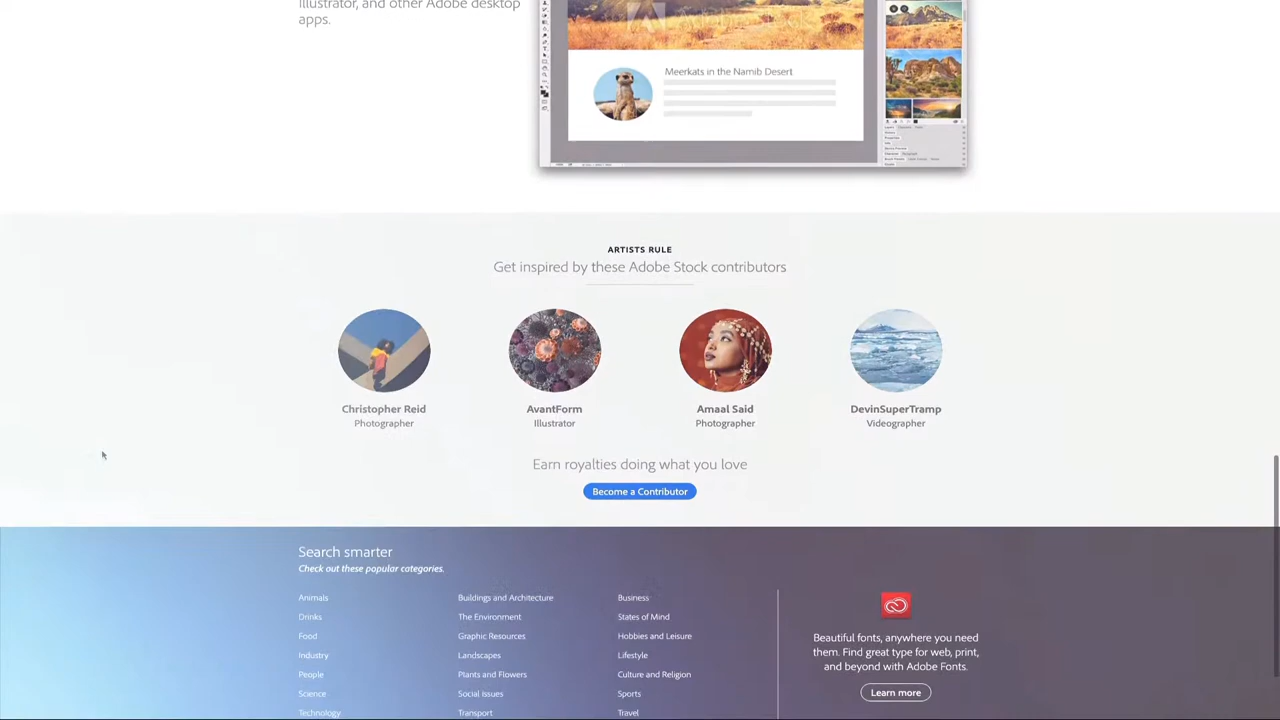 Illustrator, and other Adobe desktop
apps.
Meerkats in the Namib Desert
ARTISTS RULE
Get inspired by these Adobe Stock contributors
Christopher Reid
Photographer
AvantForm
Illustrator
Amaal Said
Photographer
DevinSuperTramp
Videographer
Earn royalties doing what you love
Become a Contributor
Search smarter
Check out these popular categories.
Animals
Drinks
Food
Industry
People
Science
Technology
Buildings and Architecture
The Environment
Graphic Resources
Landscapes
Plants and Flowers
Social Issues
Transport
Business
States of Mind
Hobbies and Leisure
Lifestyle
Culture and Religion
Sports
Travel
Beautiful fonts, anywhere you need
them. Find great type for web, print,
and beyond with Adobe Fonts.
Learn more